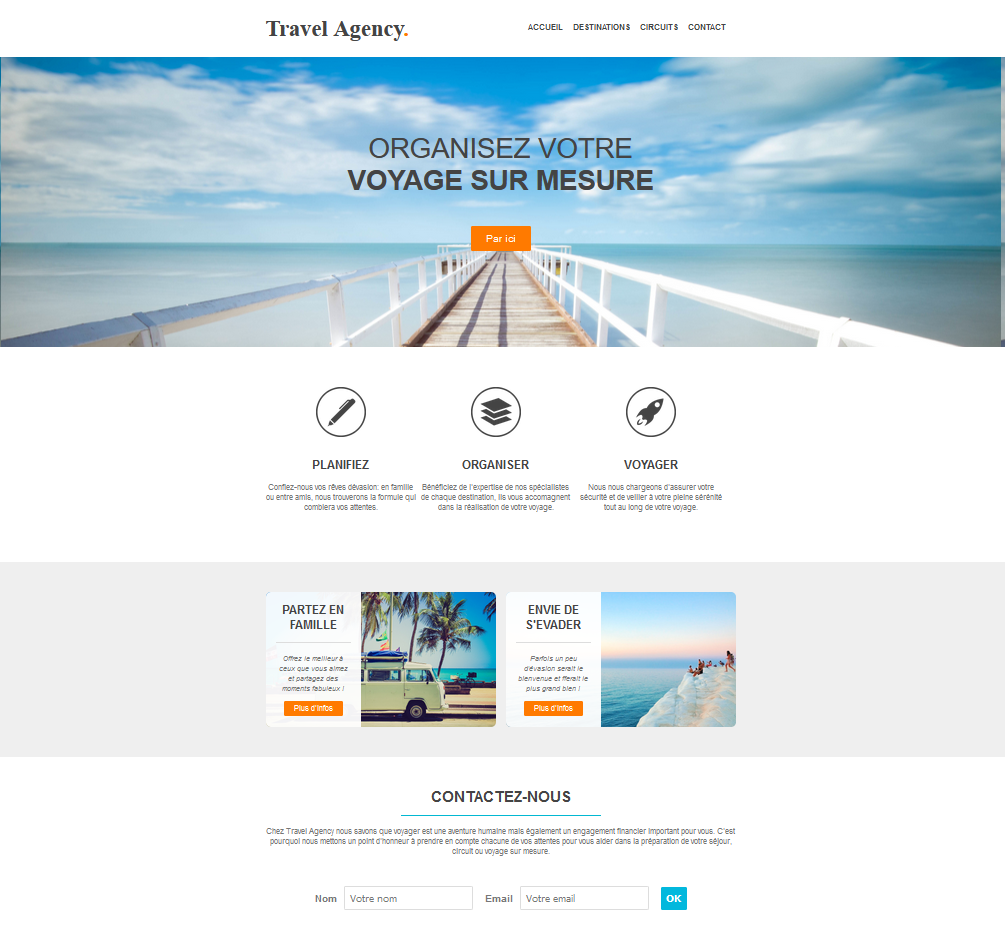 Travel Agency.
ACCUEIL DESTINATIONS CIRCUITS CONTACT
ORGANISEZ VOTRE
VOYAGE SUR MESURE
Par ici
PLANIFIEZ
Confiez-nous vos rêves dévasion: en famille
ou entre amis, nous trouverons la formule qui
comblera vos attentes.
ORGANISER
Bénéficiez de l'expertise de nos spécialistes
de chaque destination, ils vous accomagnent
dans la réalisation de votre voyage.
VOYAGER
Nous nous chargeons d'assurer votre
sécurité et de veiller à votre pleine sérénité
tout au long de votre voyage.
PARTEZ EN
FAMILLE
Offrez le meilleur à
ceux que vous aimez
et partagez des
moments fabuleux !
Plus d'infos
ENVIE DE
S'EVADER
Parfois un peu
d'évasion serait le
bienvenue et fferait le
plus grand bien !
Plus d'infos
CONTACTEZ-NOUS
Chez Travel Agency nous savons que voyager est une aventure humaine mais également un engagement financier important pour vous. C'est
pourquoi nous mettons un point d'honneur à prendre en compte chacune de vos attentes pour vous aider dans la préparation de votre séjour,
circuit ou voyage sur mesure.
Nom Votre nom Email Votre email OK